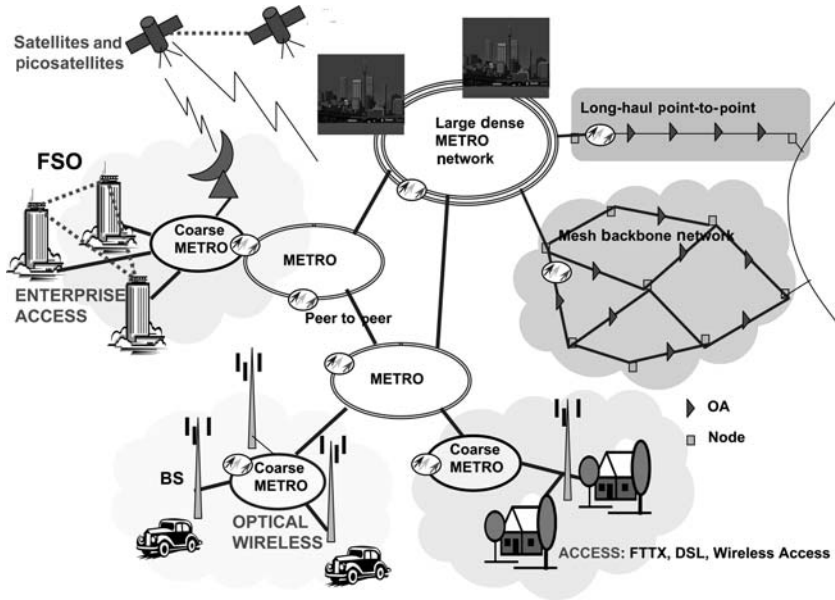 Satellites and
picosatellites
Large dense
METRO
network
Long-haul point-to-point
FSO
Coarse
METRO
METRO
Mesh backbone network
ENTERPRISE
ACCESS
Peer to peer
METRO
OA
Node
Coarse
METRO
BS
Coarse
METRO
OPTICAL
WIRELESS
ACCESS: FTTX, DSL, Wireless Access